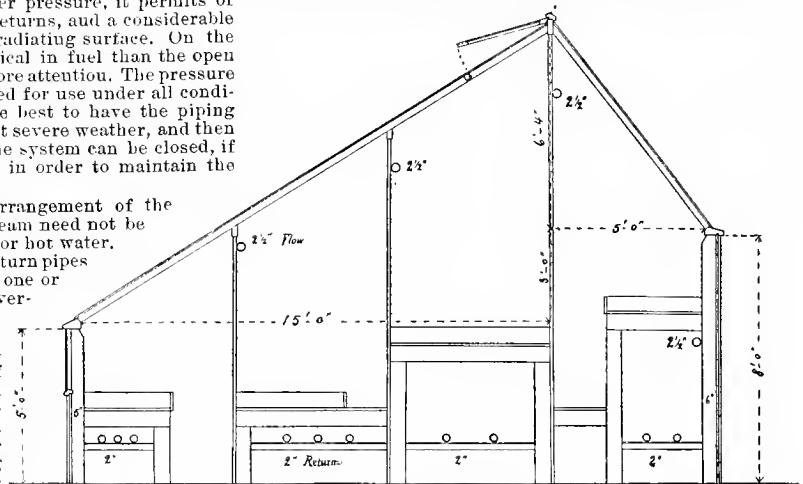 er pressure, it permits of
eturns, aud a considerable
radiating surface. On the
ical in fuel than the open
ore attention. The pressure
ed for use under all condi-
e best to have the piping
t severe weather, and then
e system can be closed, if
in order to maintain the
rrangement of the
eam need not be
or hot water.
turn pipes
one or
ver-
2½"
6'-4"
2½"
2½" Flow
5'-0"
3'-0"
15'-0"
2½"
5'-0"
8'-0"
5"
6"
2"
2" Return
2"
2"